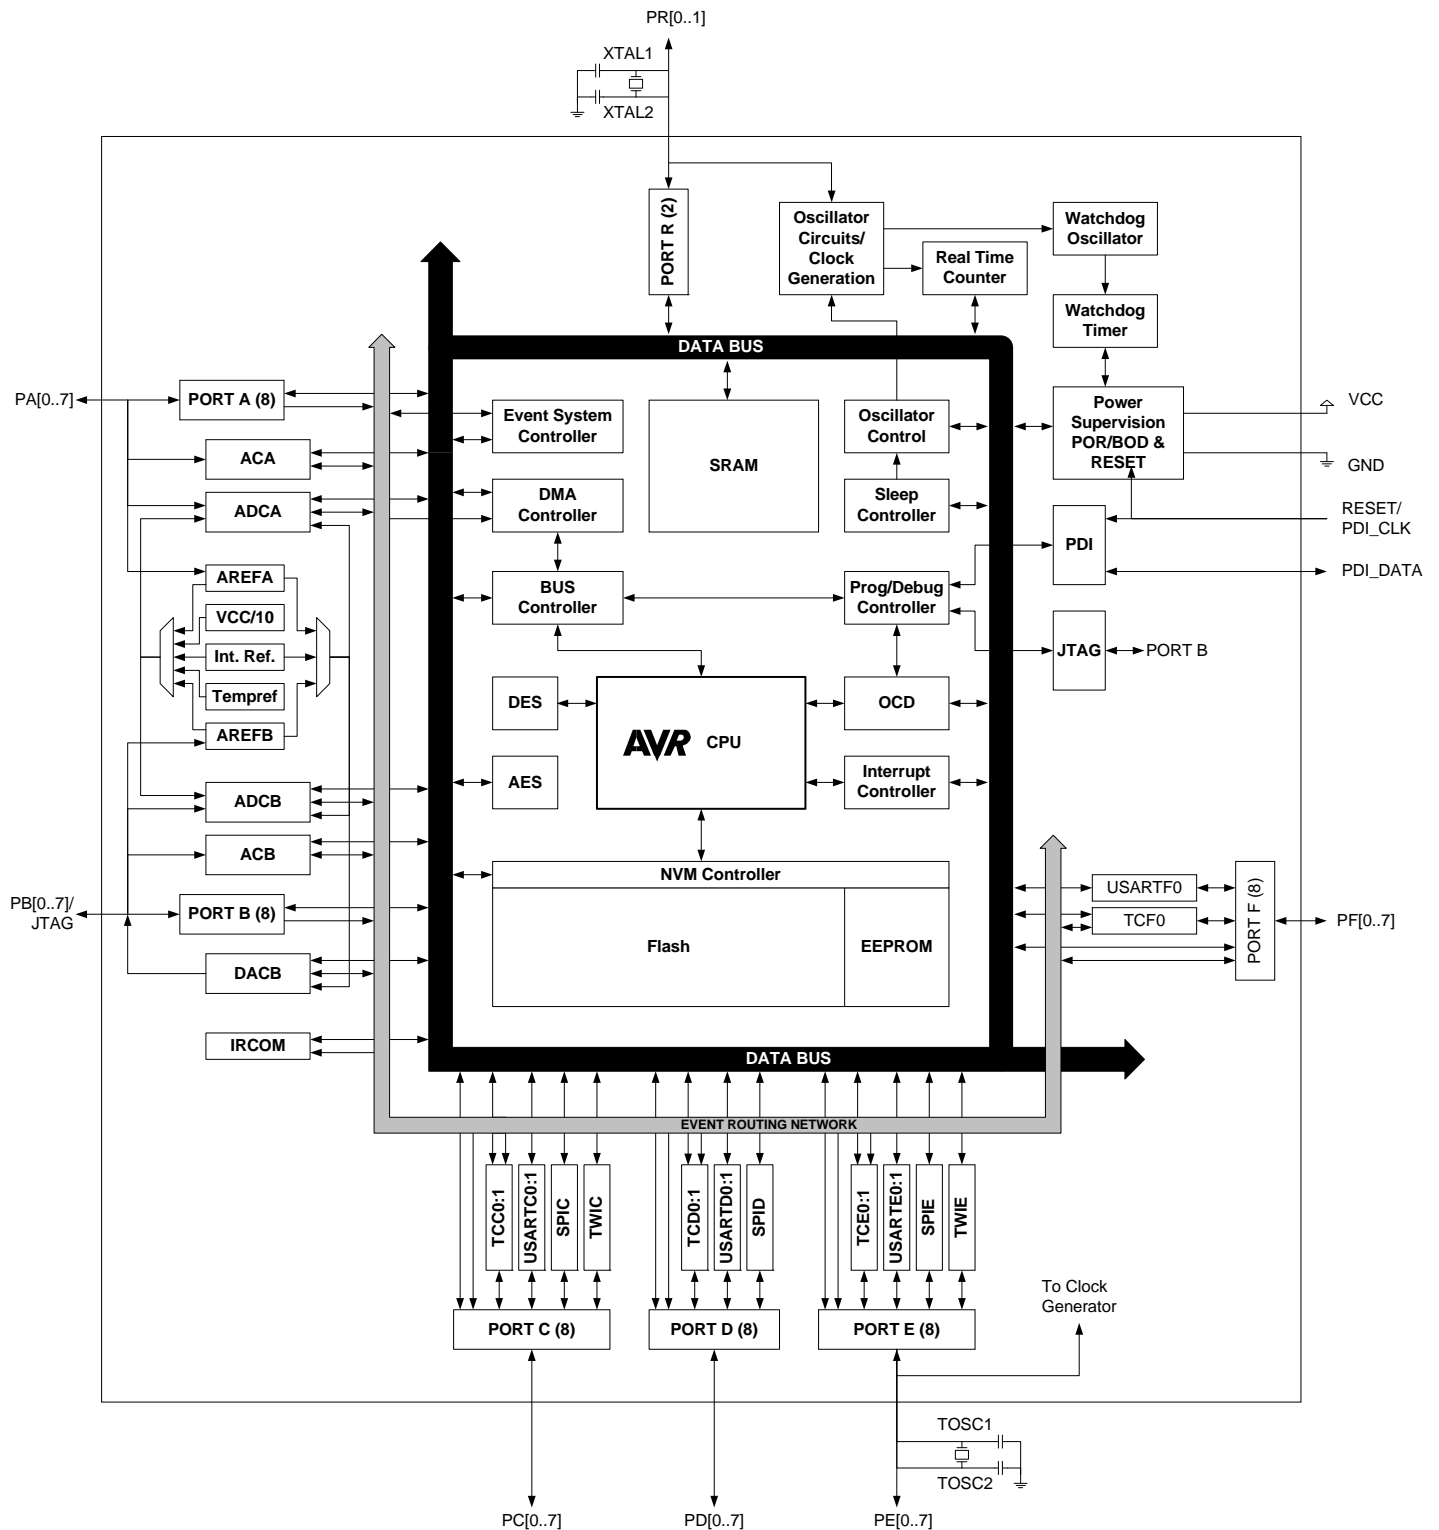 PR[0..1]
XTAL1
XTAL2
PORT R (2)
Oscillator
Circuits/
Clock
Generation
Watchdog
Oscillator
Real Time
Counter
Watchdog
Timer
DATA BUS
PA[0..7]
PORT A (8)
Event System
Controller
SRAM
Oscillator
Control
Power
Supervision
POR/BOD &
RESET
VCC
GND
ACA
ADCA
DMA
Controller
Sleep
Controller
RESET/
PDI_CLK
PDI
PDI_DATA
AREFA
VCC/10
Int. Ref.
Tempref
AREFB
BUS
Controller
Prog/Debug
Controller
JTAG
PORT B
DES
AVR
CPU
OCD
AES
Interrupt
Controller
ADCB
ACB
NVM Controller
Flash
EEPROM
PB[0..7]/
JTAG
PORT B (8)
DACB
IRCOM
USARTF0
TCF0
PORT F (8)
PF[0..7]
DATA BUS
EVENT ROUTING NETWORK
TCC0:1
USARTC0:1
SPIC
TWIC
TCD0:1
USARTD0:1
SPID
TCE0:1
USARTE0:1
SPIE
TWIE
PORT C (8)
PORT D (8)
PORT E (8)
To Clock
Generator
TOSC1
TOSC2
PC[0..7]
PD[0..7]
PE[0..7]